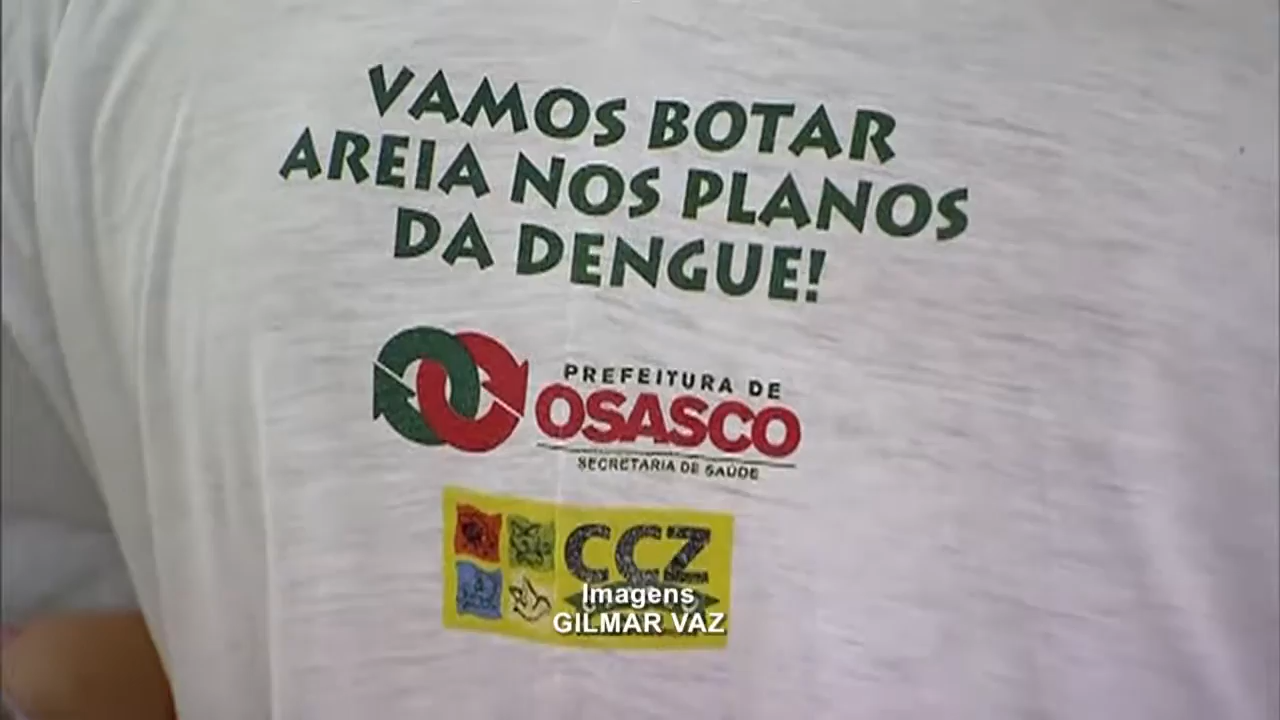 VAMOS BOTAR
AREIA NOS PLANOS
DA DENGUE!
PREFEITURA DE
OSASCO
SECRETARIA DE SAÚDE
CCZ
Imagens
GILMAR VAZ